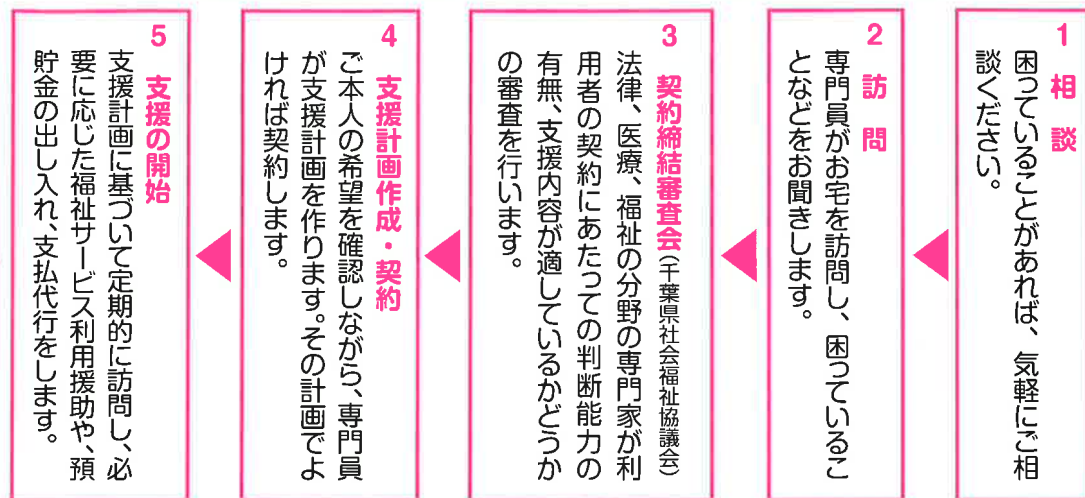 1 相談
困っていることがあれば、気軽にご相
談ください。
2 訪問
専門員がお宅を訪問し、困っているこ
となどをお聞きします。
3 契約締結審査会(千葉県社会福祉協議会)
法律、医療、福祉の分野の専門家が利
用者の契約にあたっての判断能力の
有無、支援内容が適しているかどうか
の審査を行います。
4 支援計画作成・契約
ご本人の希望を確認しながら、専門員
が支援計画を作ります。その計画でよ
ければ契約します。
5 支援の開始
支援計画に基づいて定期的に訪問し、必
要に応じた福祉サービス利用援助や、預
貯金の出し入れ、支払代行をします。